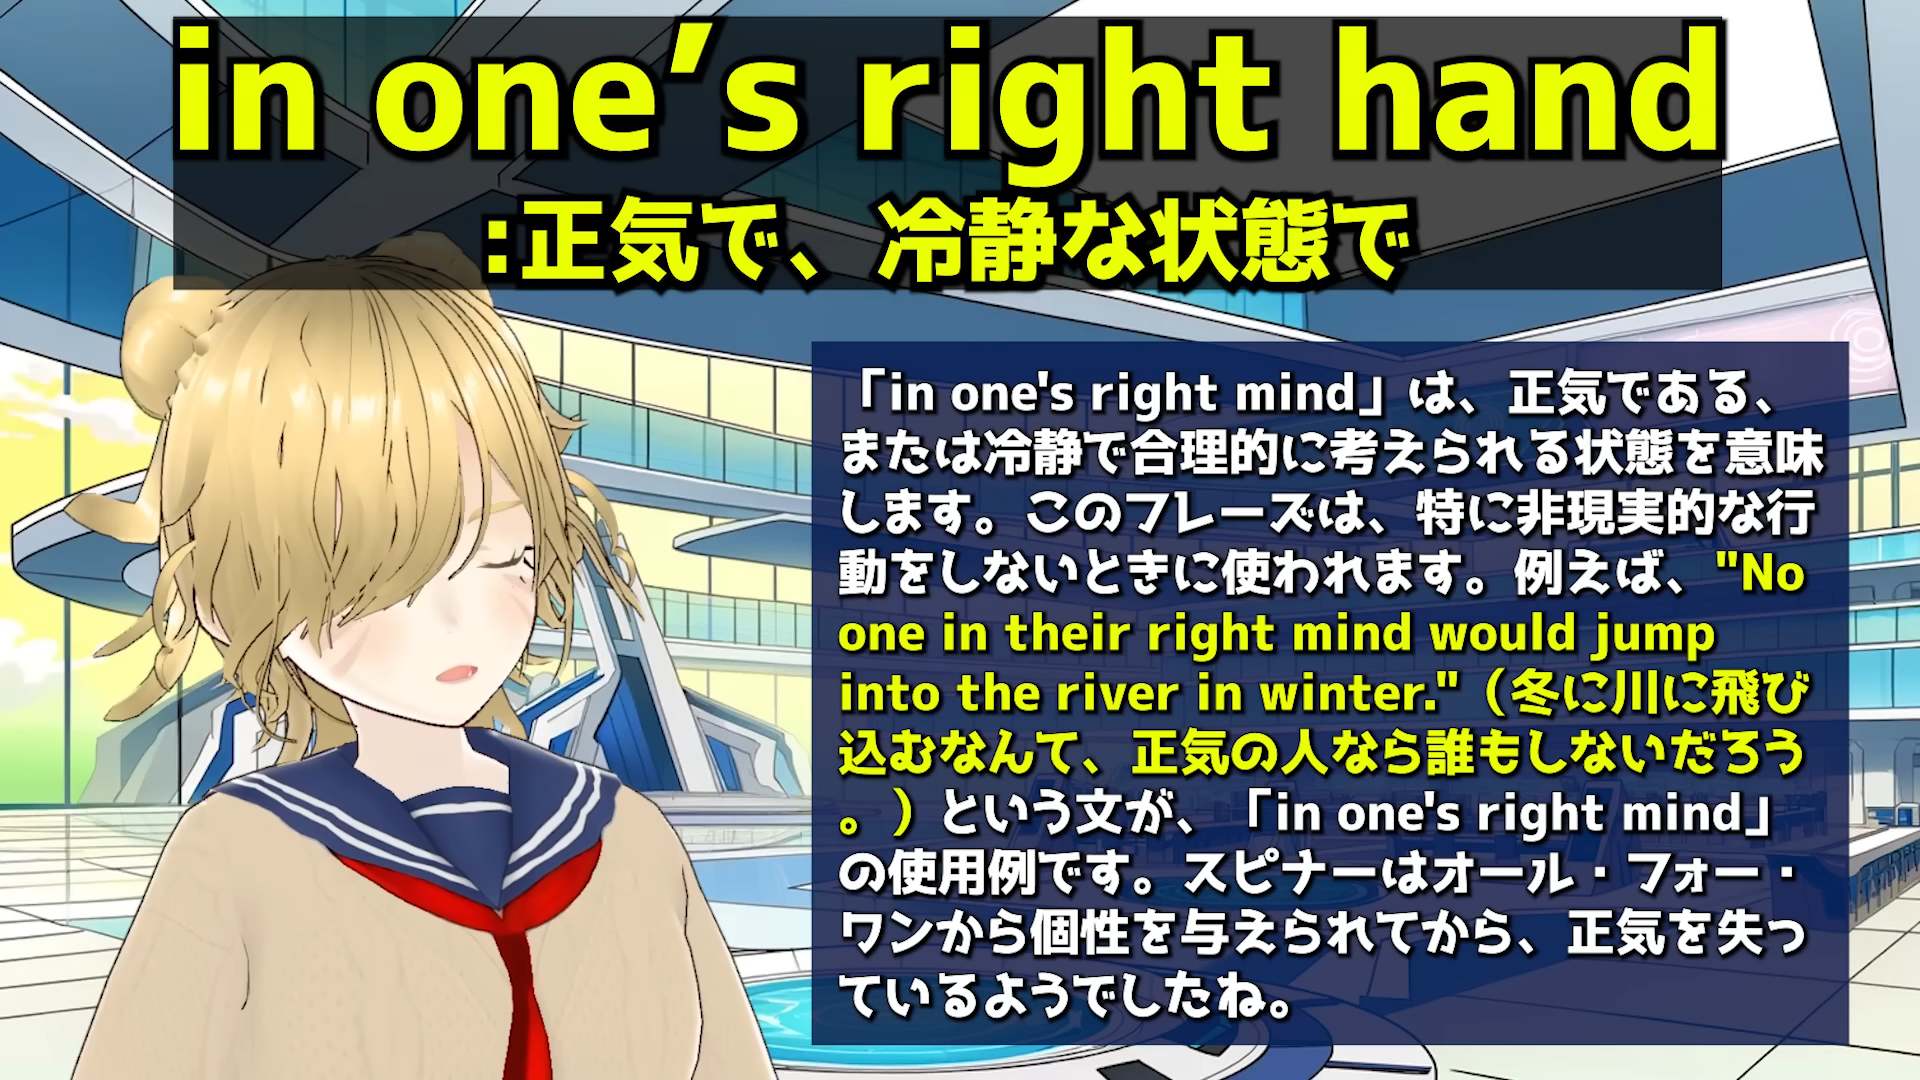 in one’s right hand
:正気で、冷静な状態で
「in one's right mind」は、正気である、
または冷静で合理的に考えられる状態を意味
します。このフレーズは、特に非現実的な行
動をしないときに使われます。例えば、"No
one in their right mind would jump
into the river in winter."（冬に川に飛び
込むなんて、正気の人なら誰もしないだろう
。）という文が、「in one's right mind」
の使用例です。スピナーはオール・フォー・
ワンから個性を与えられてから、正気を失っ
ているようでしたね。